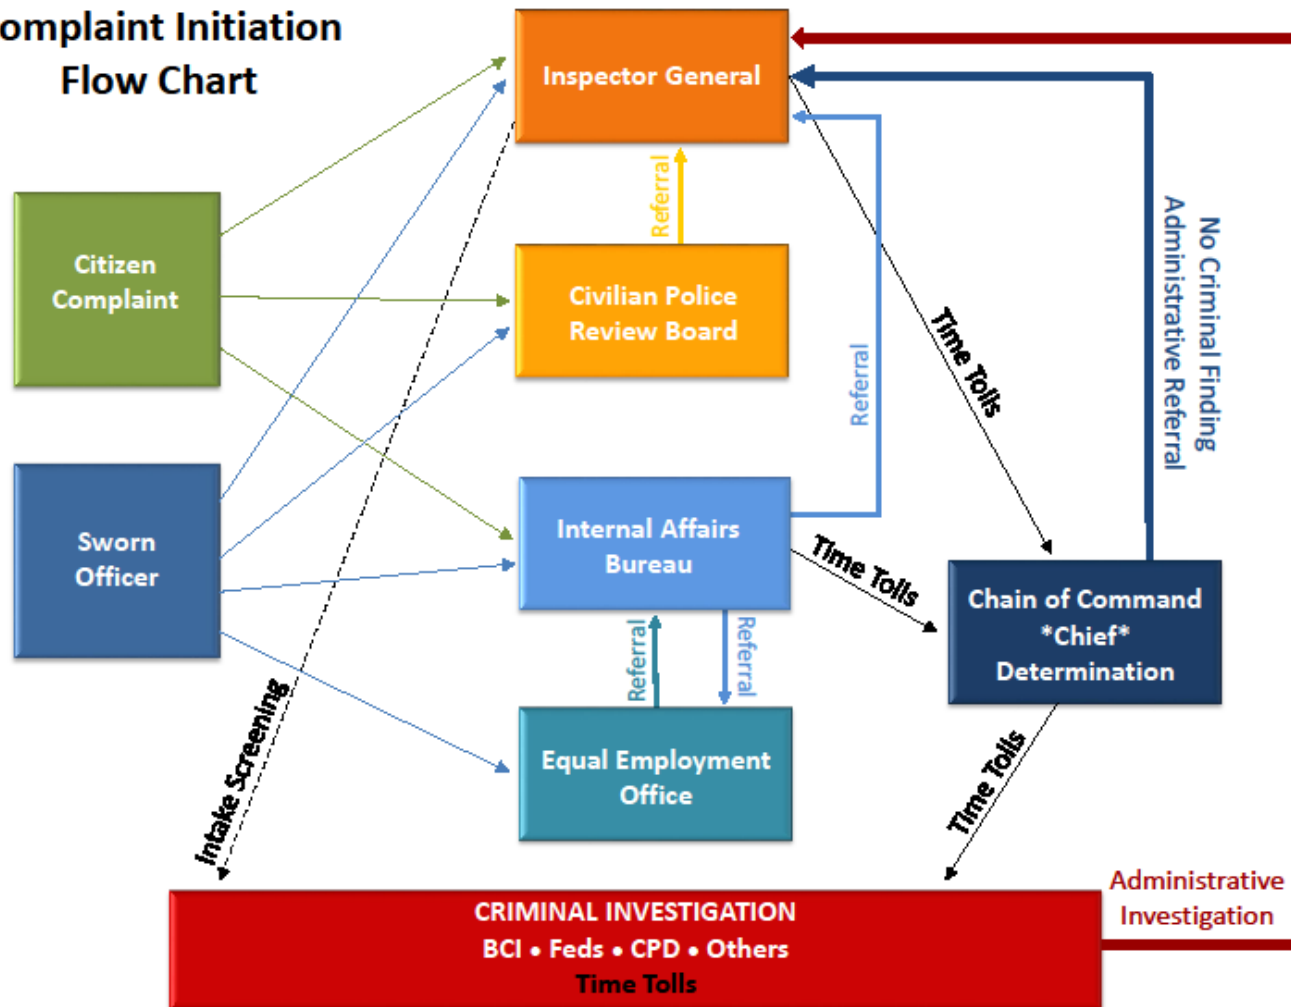 omplaint Initiation
Flow Chart
Inspector General
Referral
Citizen
Complaint
Civilian Police
Review Board
No Criminal Finding
Administrative Referral
Time Tolls
Referral
Sworn
Officer
Internal Affairs
Bureau
Time Tolls
Chain of Command
*Chief*
Determination
Referral
Referral
Intake Screening
Equal Employment
Office
Time Tolls
CRIMINAL INVESTIGATION
BCI • Feds • CPD • Others
Time Tolls
Administrative
Investigation